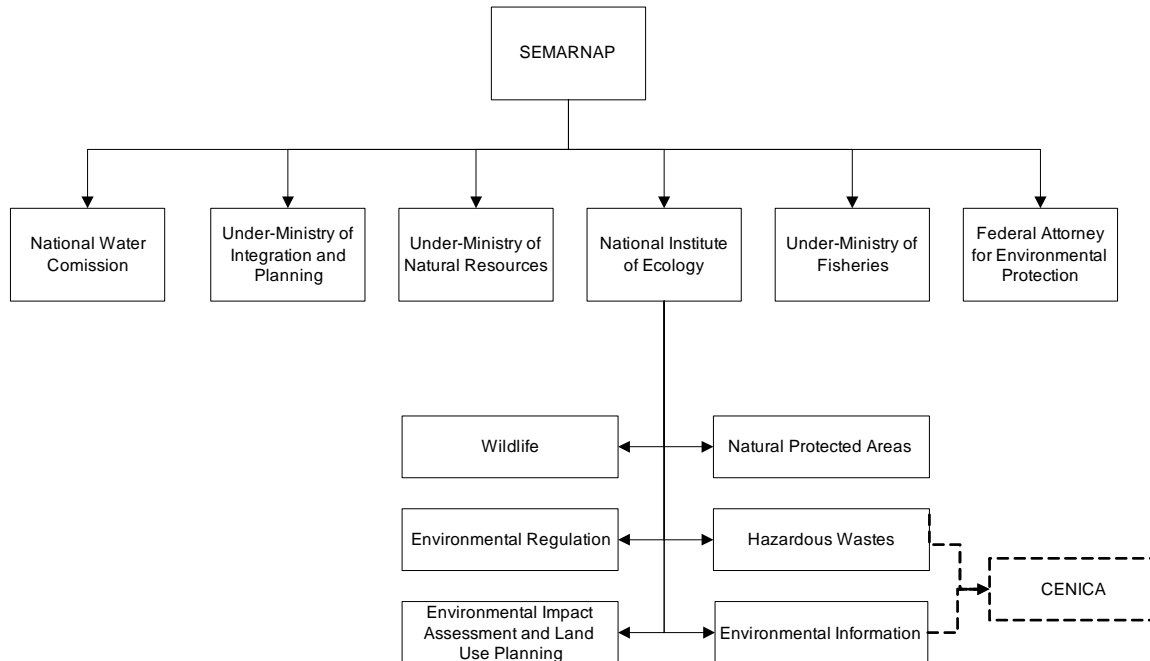 SEMARNAP
National Water
Comission
Under-Ministry of
Integration and
Planning
Under-Ministry of
Natural Resources
National Institute
of Ecology
Under-Ministry of
Fisheries
Federal Attorney
for Environmental
Protection
Wildlife
Natural Protected Areas
Environmental Regulation
Hazardous Wastes
CENICA
Environmental Impact
Assessment and Land
Use Planning
Environmental Information